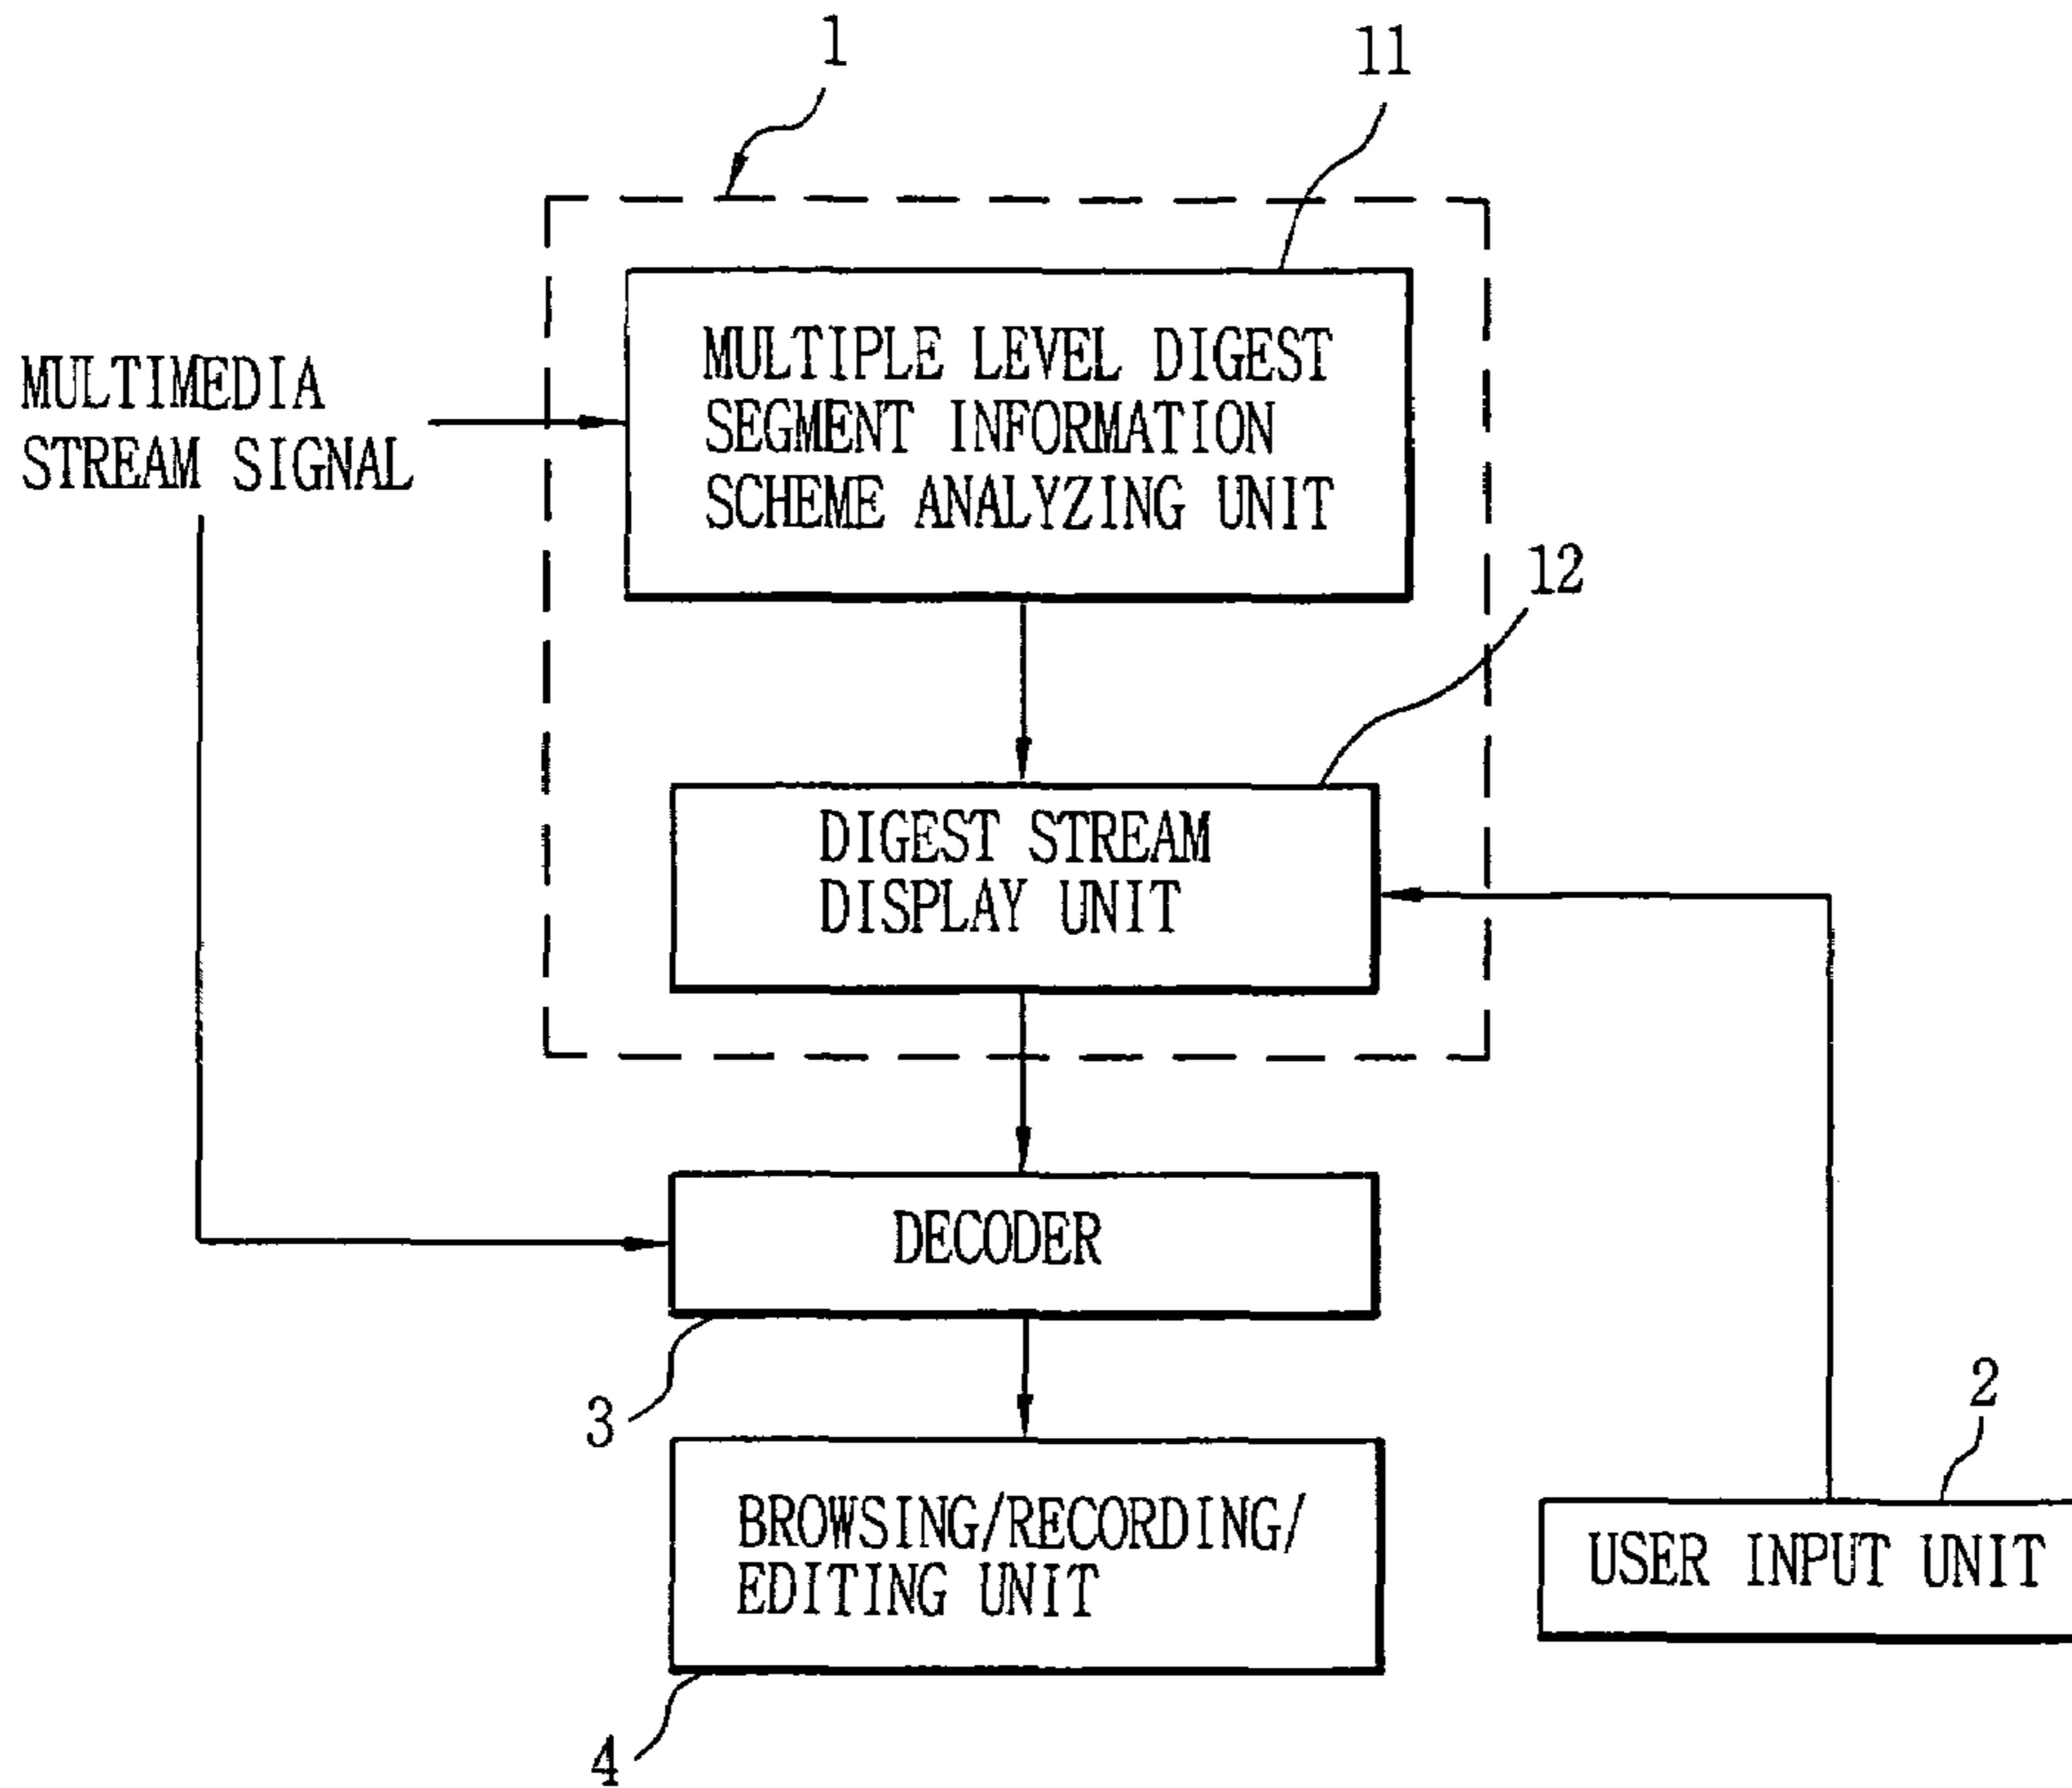 1
11
MULTIPLE LEVEL DIGEST
SEGMENT INFORMATION
SCHEME ANALYZING UNIT
MULTIMEDIA
STREAM SIGNAL
12
DIGEST STREAM
DISPLAY UNIT
DECODER
3
2
BROWSING/RECORDING/
EDITING UNIT
USER INPUT UNIT
4